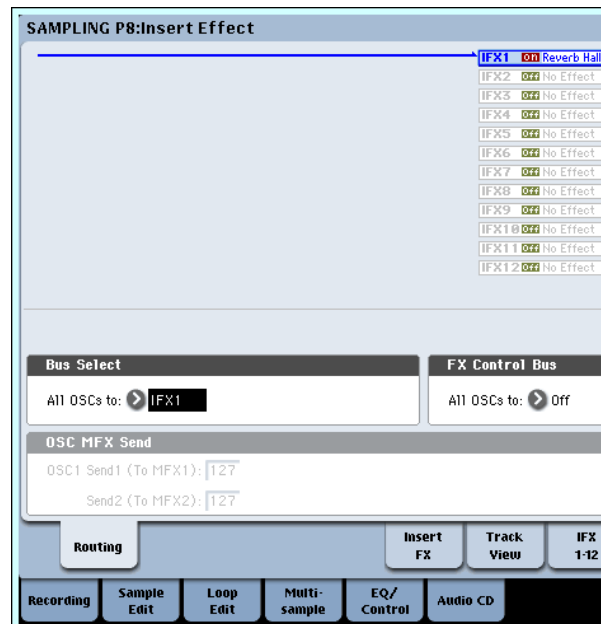 SAMPLING P8:Insert Effect
IFX1 On Reverb Hall
IFX2 Off No Effect
IFX3 Off No Effect
IFX4 Off No Effect
IFX5 Off No Effect
IFX6 Off No Effect
IFX7 Off No Effect
IFX8 Off No Effect
IFX9 Off No Effect
IFX10 Off No Effect
IFX11 Off No Effect
IFX12 Off No Effect
Bus Select
FX Control Bus
All OSCs to: IFX1
All OSCs to: Off
OSC MFX Send
OSC1 Send1 (To MFX1): 127
Send2 (To MFX2): 127
Routing
Insert FX
Track View
IFX 1-12
Recording
Sample Edit
Loop Edit
Multi-sample
EQ/Control
Audio CD